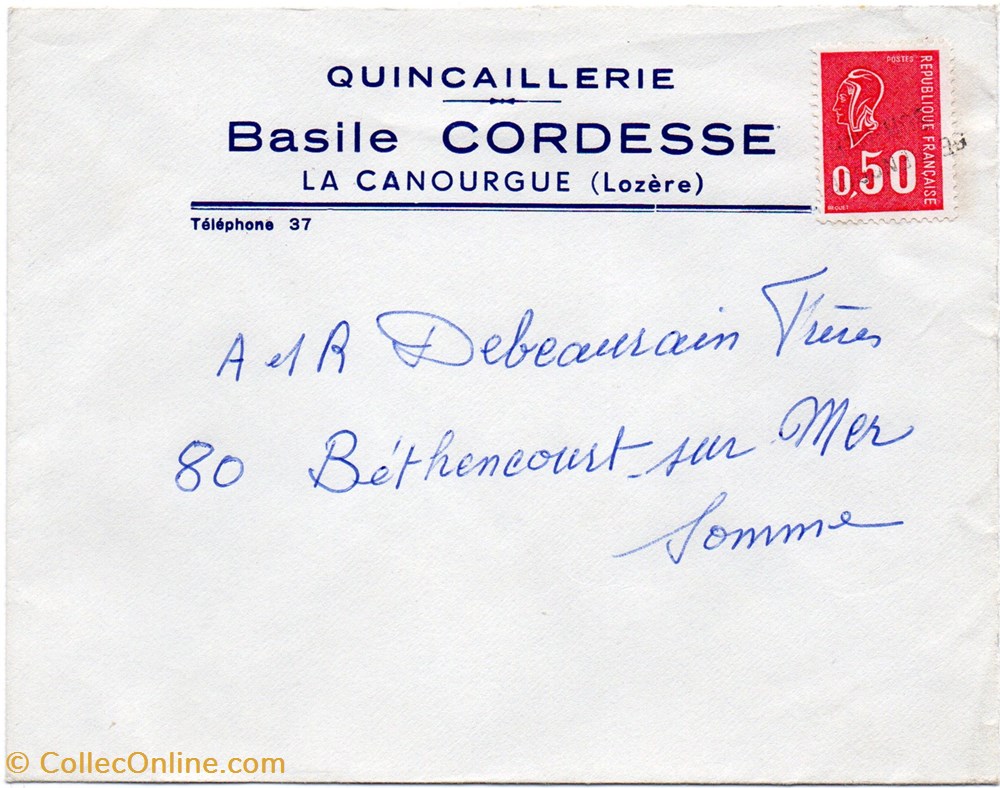 QUINCAILLERIE
Basile CORDESSE
LA CANOURGUE (Lozère)
Téléphone 37
POSTES
REPUBLIQUE FRANÇAISE
0,50
BEQUET
A et R Debeaurain Frères
80 Béthencourt-sur Mer
Somme
© CollecOnline.com